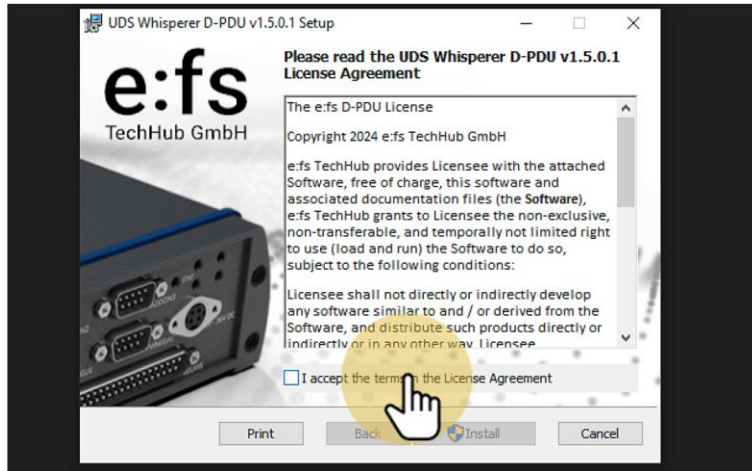 UDS Whisperer D-PDU v1.5.0.1 Setup
e:fs
TechHub GmbH
Please read the UDS Whisperer D-PDU v1.5.0.1
License Agreement
The e:fs D-PDU License
Copyright 2024 e:fs TechHub GmbH
e:fs TechHub provides Licensee with the attached
Software, free of charge, this software and
associated documentation files (the Software),
e:fs TechHub grants to Licensee the non-exclusive,
non-transferable, and temporally not limited right
to use (load and run) the Software to do so,
subject to the following conditions:
Licensee shall not directly or indirectly develop
any software similar to and / or derived from the
Software, and distribute such products directly or
indirectly or in any other way. Licensee
I accept the terms in the License Agreement
Print
Back
Install
Cancel